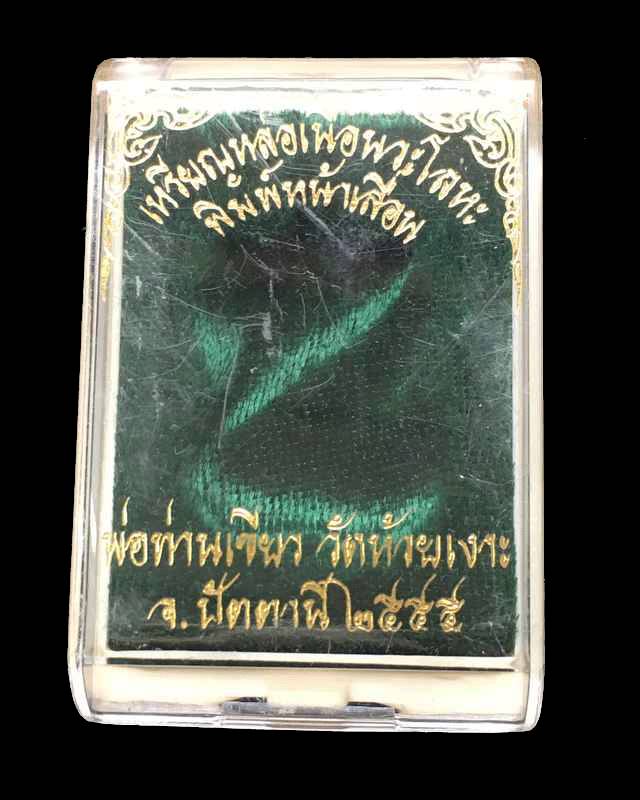 เหรียญหล่อเนื้อนวะโลหะ
พิมพ์หน้าเสือ
พ่อท่านเขียว วัดห้วยเงาะ
จ.ปัตตานี ๒๕๕๕